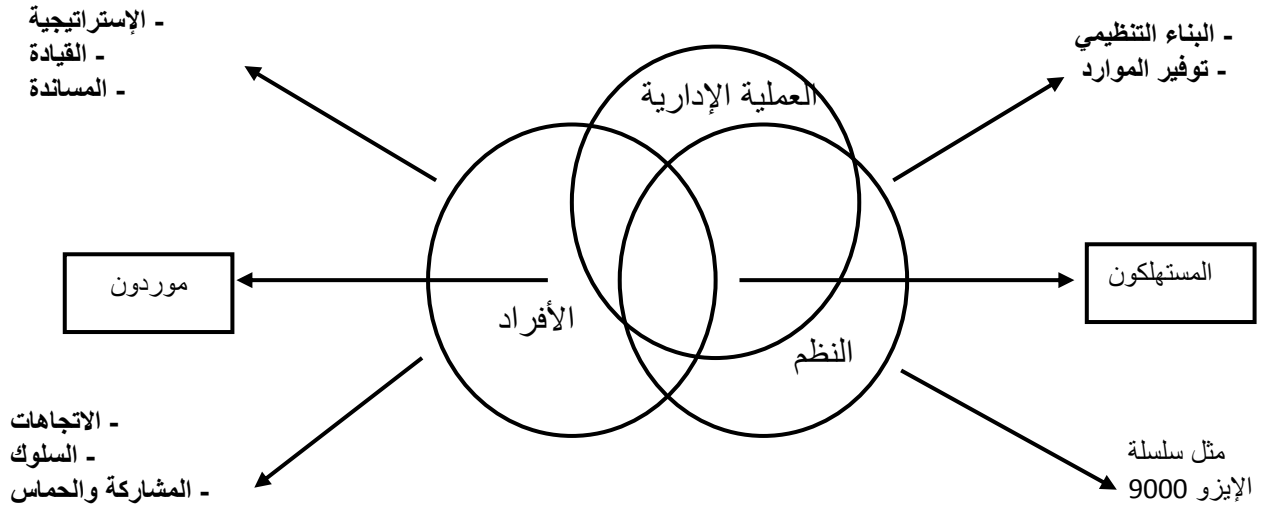 - البناء التنظيمي
- توفير الموارد
- الإستراتيجية
- القيادة
- المساندة
العملية الإدارية
المستهلكون
موردون
الأفراد
النظم
مثل سلسلة
الإيزو 9000
- الاتجاهات
- السلوك
- المشاركة والحماس